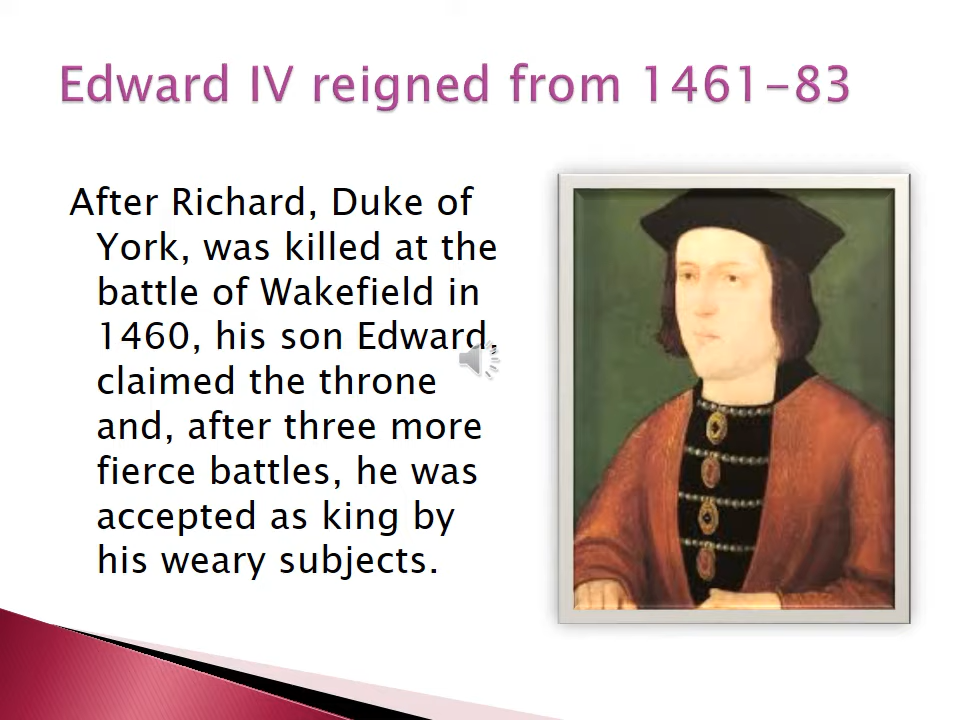 Edward IV reigned from 1461-83
After Richard, Duke of
York, was killed at the
battle of Wakefield in
1460, his son Edward,
claimed the throne
and, after three more
fierce battles, he was
accepted as king by
his weary subjects.